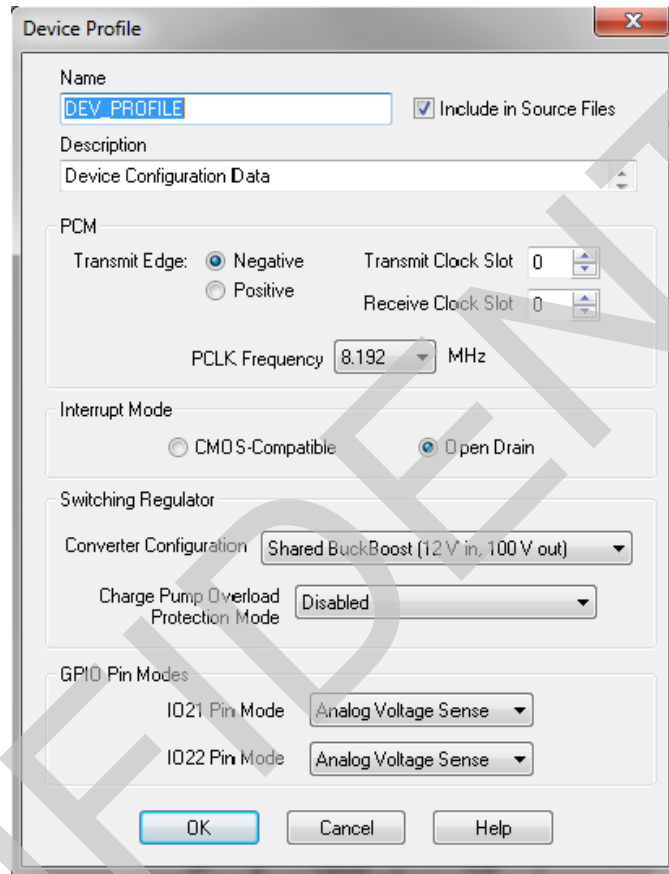 Device Profile
Name
DEV_PROFILE
Include in Source Files
Description
Device Configuration Data
PCM
Transmit Edge: Negative Transmit Clock Slot 0
Positive
Receive Clock Slot 0
PCLK Frequency 8.192 MHz
Interrupt Mode
CMOS-Compatible Open Drain
Switching Regulator
Converter Configuration Shared BuckBoost (12 V in, 100 V out)
Charge Pump Overload
Protection Mode
Disabled
GPIO Pin Modes
IO21 Pin Mode Analog Voltage Sense
IO22 Pin Mode Analog Voltage Sense
OK Cancel Help